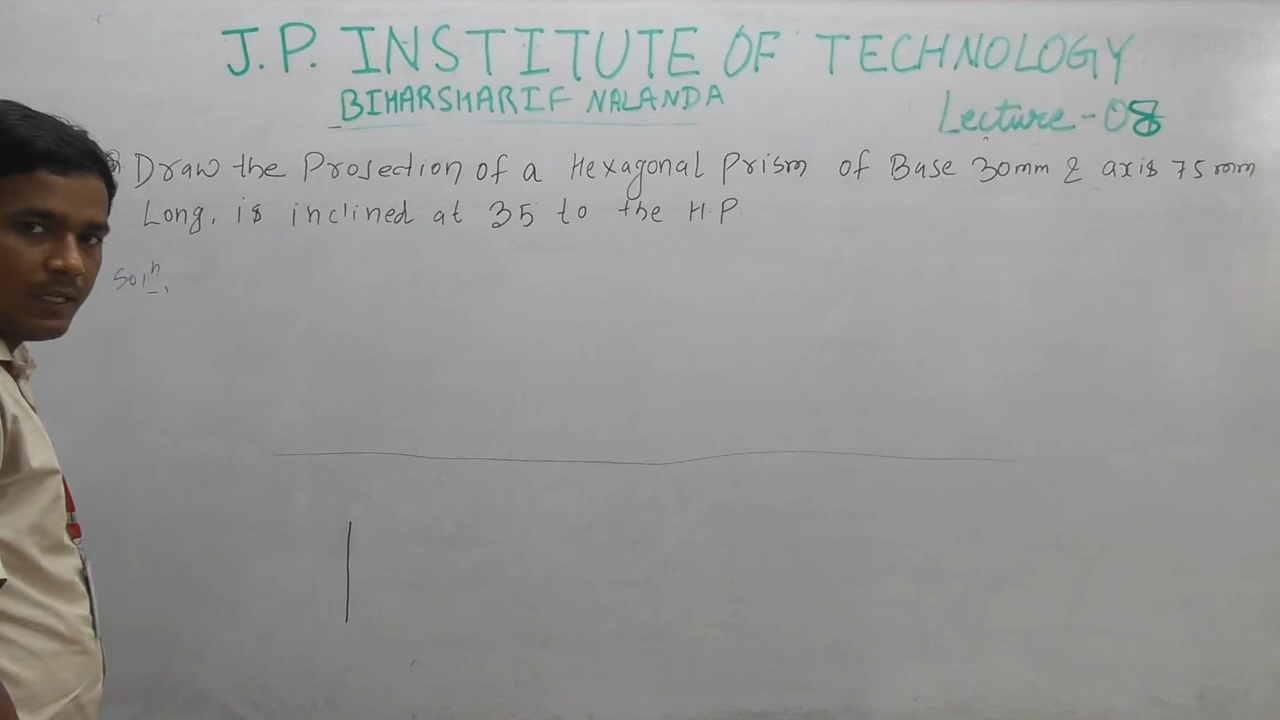 J.P. INSTITUTE OF TECHNOLOGY
BIHARSHARIF NALANDA
Lecture-08
Draw the Projection of a Hexagonal Prism of Base 30mm & axis 75mm
Long, is inclined at 35 to the H.P.
Solⁿ.